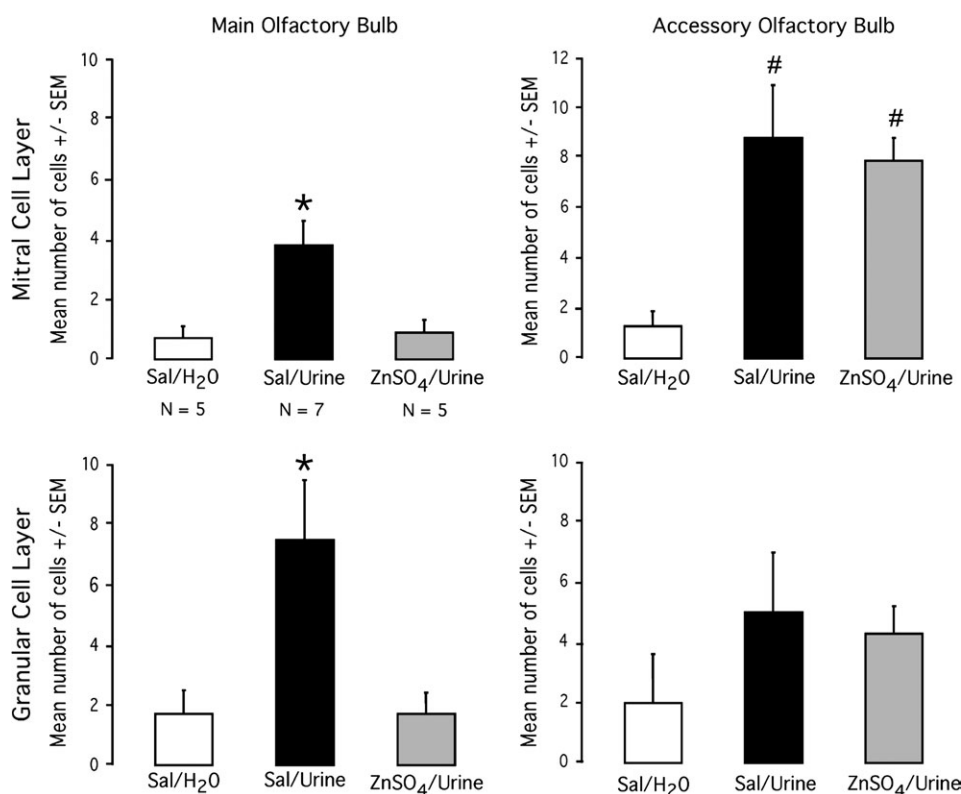 Main Olfactory Bulb
Accessory Olfactory Bulb
Mitral Cell Layer
Mean number of cells +/- SEM
10
8
6
4
2
0
*
Sal/H₂0
Sal/Urine
ZnSO₄/Urine
N = 5
N = 7
N = 5
Mean number of cells +/- SEM
12
10
8
6
4
2
0
#
#
Sal/H₂0
Sal/Urine
ZnSO₄/Urine
Granular Cell Layer
Mean number of cells +/- SEM
10
8
6
4
2
0
*
Sal/H₂0
Sal/Urine
ZnSO₄/Urine
Mean number of cells +/- SEM
10
8
6
4
2
0
Sal/H₂0
Sal/Urine
ZnSO₄/Urine